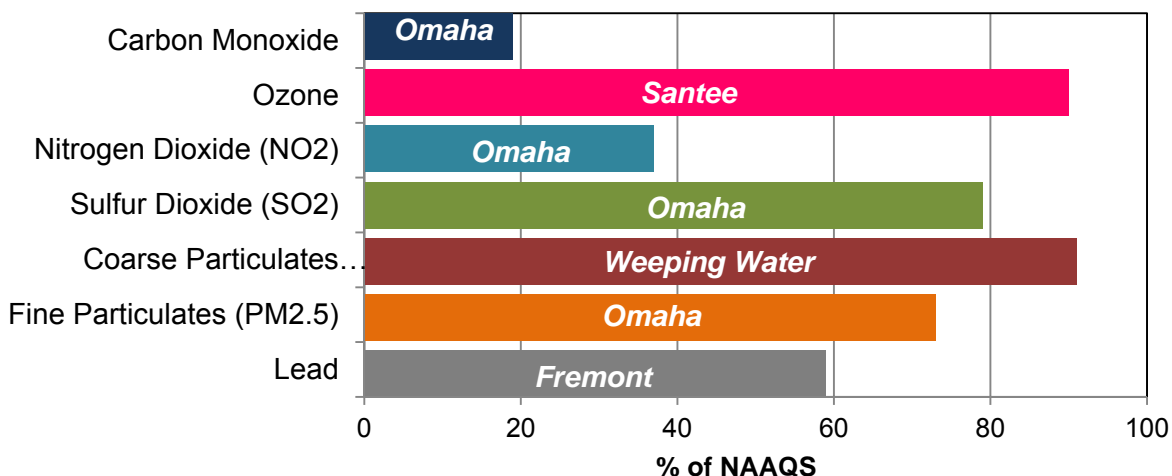 Carbon Monoxide Omaha
Ozone Santee
Nitrogen Dioxide (NO2) Omaha
Sulfur Dioxide (SO2) Omaha
Coarse Particulates… Weeping Water
Fine Particulates (PM2.5) Omaha
Lead Fremont
0 20 40 60 80 100
% of NAAQS